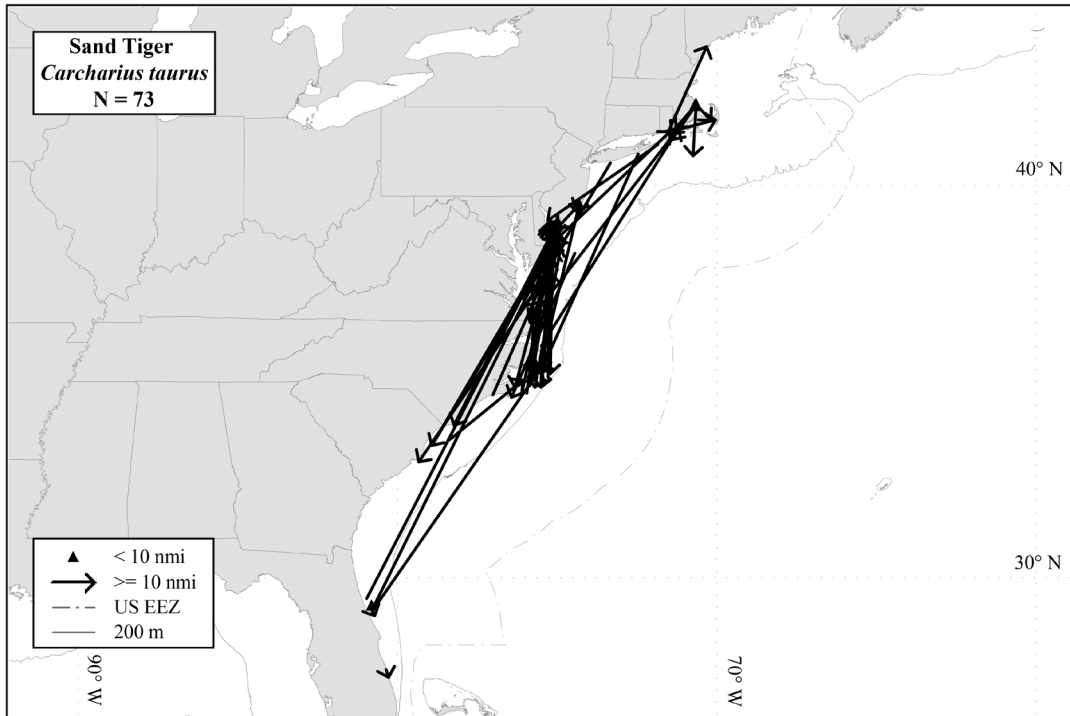 Sand Tiger
Carcharius taurus
N = 73
40° N
30° N
< 10 nmi
>= 10 nmi
US EEZ
200 m
90° W
70° W